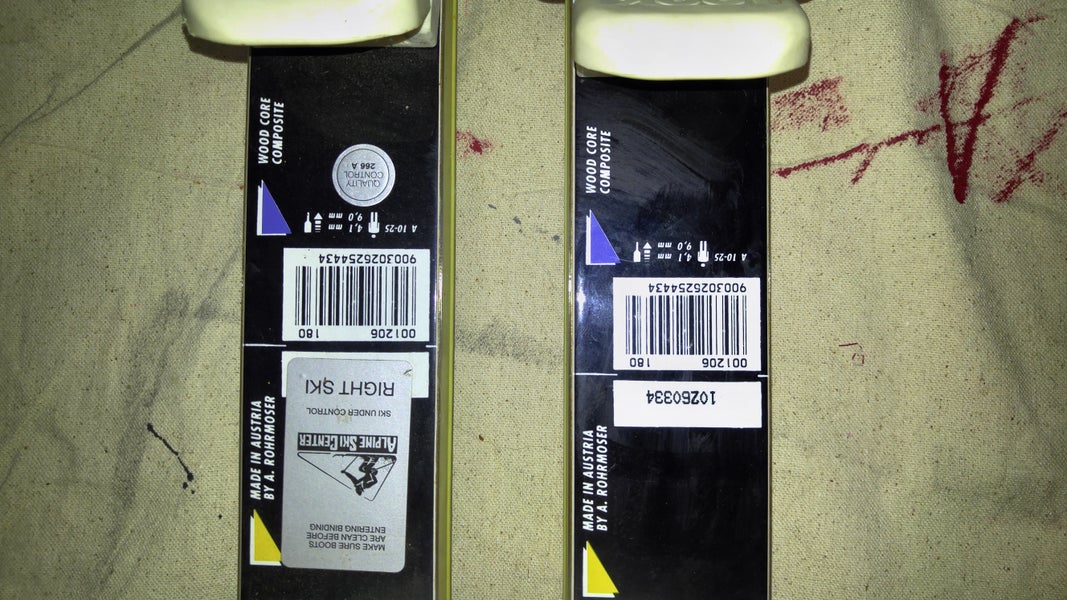 WOOD CORE
COMPOSITE
QUALITY
CONTROL
266 A
A 10-25
4,1 mm
9,0 mm
9003026254434
001206
180
RIGHT SKI
SKI UNDER CONTROL
ALPINE SKI CENTER
MAKE SURE BOOTS
ARE CLEAN BEFORE
ENTERING BINDING
MADE IN AUSTRIA
BY A. ROHRMOSER
WOOD CORE
COMPOSITE
A 10-25
4,1 mm
9,0 mm
9003026254434
001206
180
10260334
MADE IN AUSTRIA
BY A. ROHRMOSER